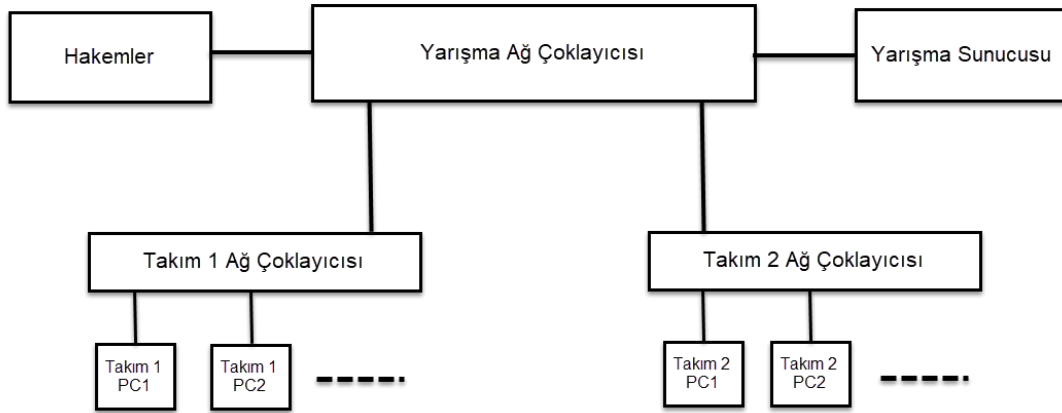 Hakemler
Yarışma Ağ Çoklayıcısı
Yarışma Sunucusu
Takım 1 Ağ Çoklayıcısı
Takım 2 Ağ Çoklayıcısı
Takım 1
PC1
Takım 1
PC2
Takım 2
PC1
Takım 2
PC2